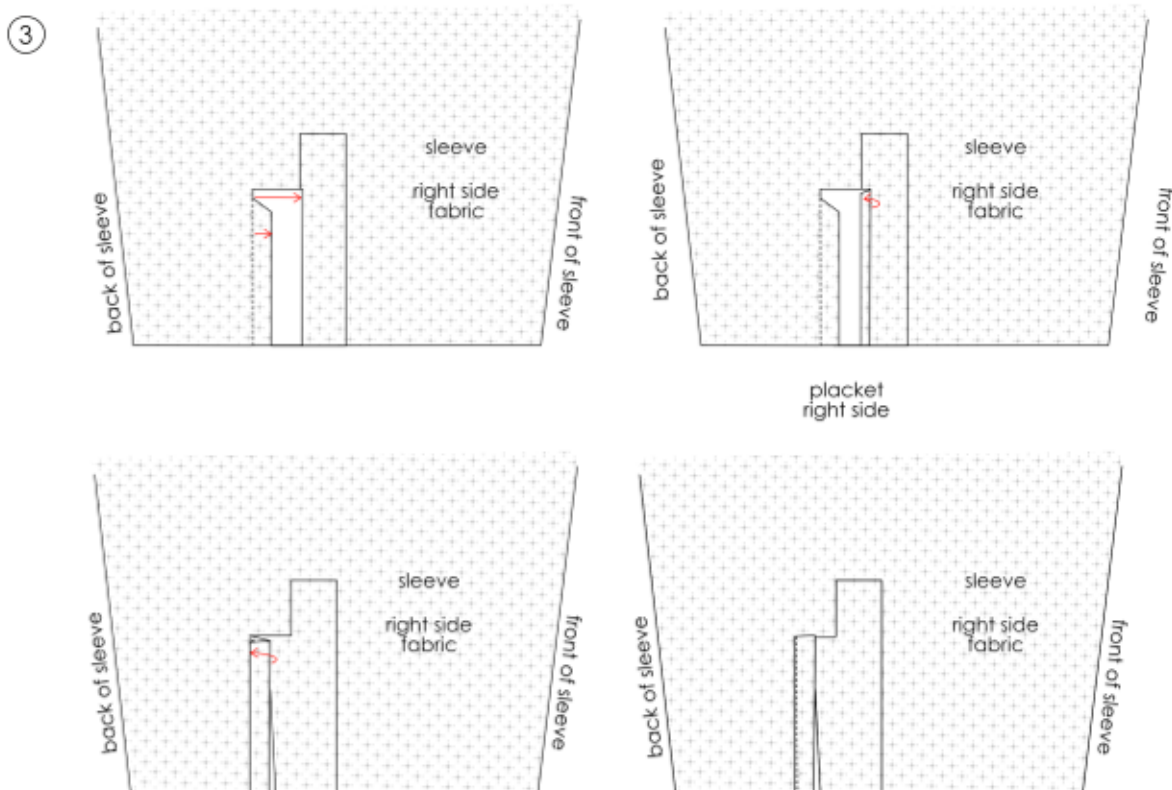 3
sleeve
right side
fabric
back of sleeve
front of sleeve
sleeve
right side
fabric
back of sleeve
front of sleeve
placket
right side
sleeve
right side
fabric
back of sleeve
front of sleeve
sleeve
right side
fabric
back of sleeve
front of sleeve